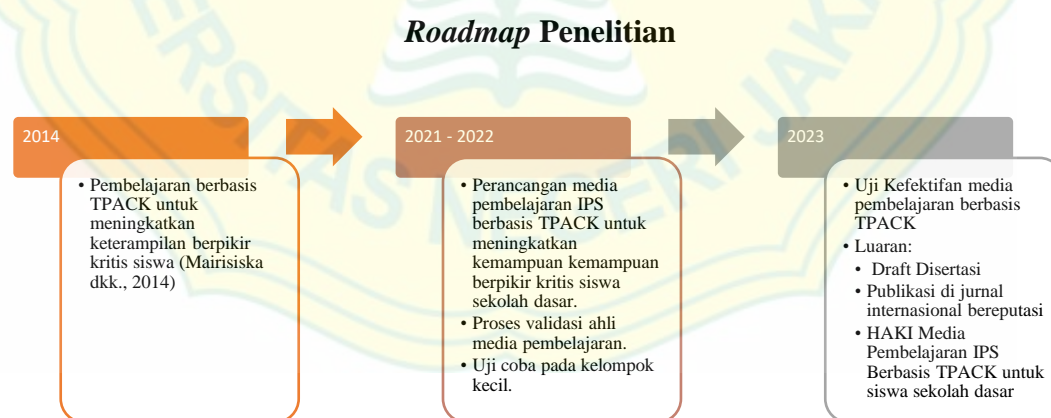 Roadmap Penelitian
2014
• Pembelajaran berbasis
TPACK untuk
meningkatkan
keterampilan berpikir
kritis siswa (Mairisiska
dkk., 2014)
2021 - 2022
• Perancangan media
pembelajaran IPS
berbasis TPACK untuk
meningkatkan
kemampuan kemampuan
berpikir kritis siswa
sekolah dasar.
• Proses validasi ahli
media pembelajaran.
• Uji coba pada kelompok
kecil.
2023
• Uji Kefektifan media
pembelajaran berbasis
TPACK
• Luaran:
• Draft Disertasi
• Publikasi di jurnal
internasional bereputasi
• HAKI Media
Pembelajaran IPS
Berbasis TPACK untuk
siswa sekolah dasar